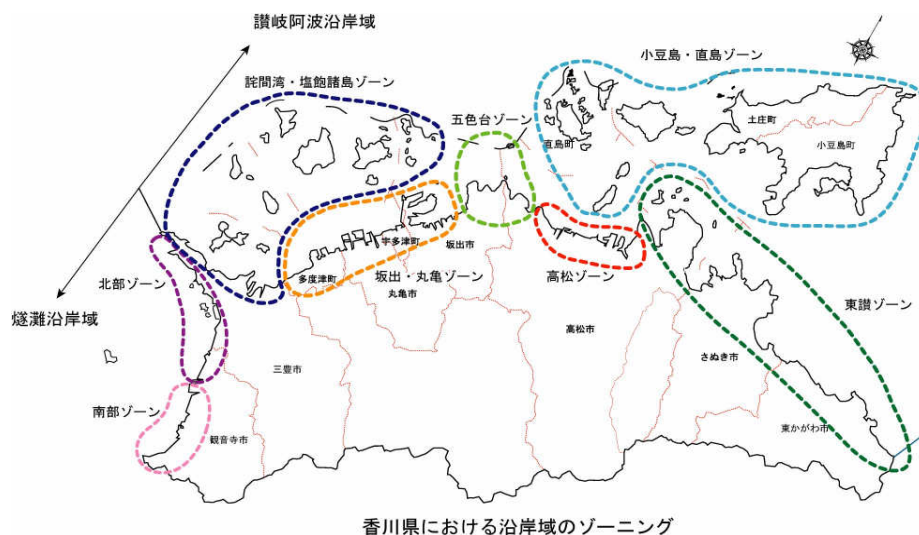 讃岐阿波沿岸域
小豆島・直島ゾーン
詫間湾・塩飽諸島ゾーン
五色台ゾーン
土庄町
直島町
小豆島町
宇多津町
坂出市
北部ゾーン
多度津町
坂出・丸亀ゾーン
高松ゾーン
丸亀市
東讃ゾーン
燧灘沿岸域
高松市
さぬき市
三豊市
南部ゾーン
観音寺市
東かがわ市
香川県における沿岸域のゾーニング